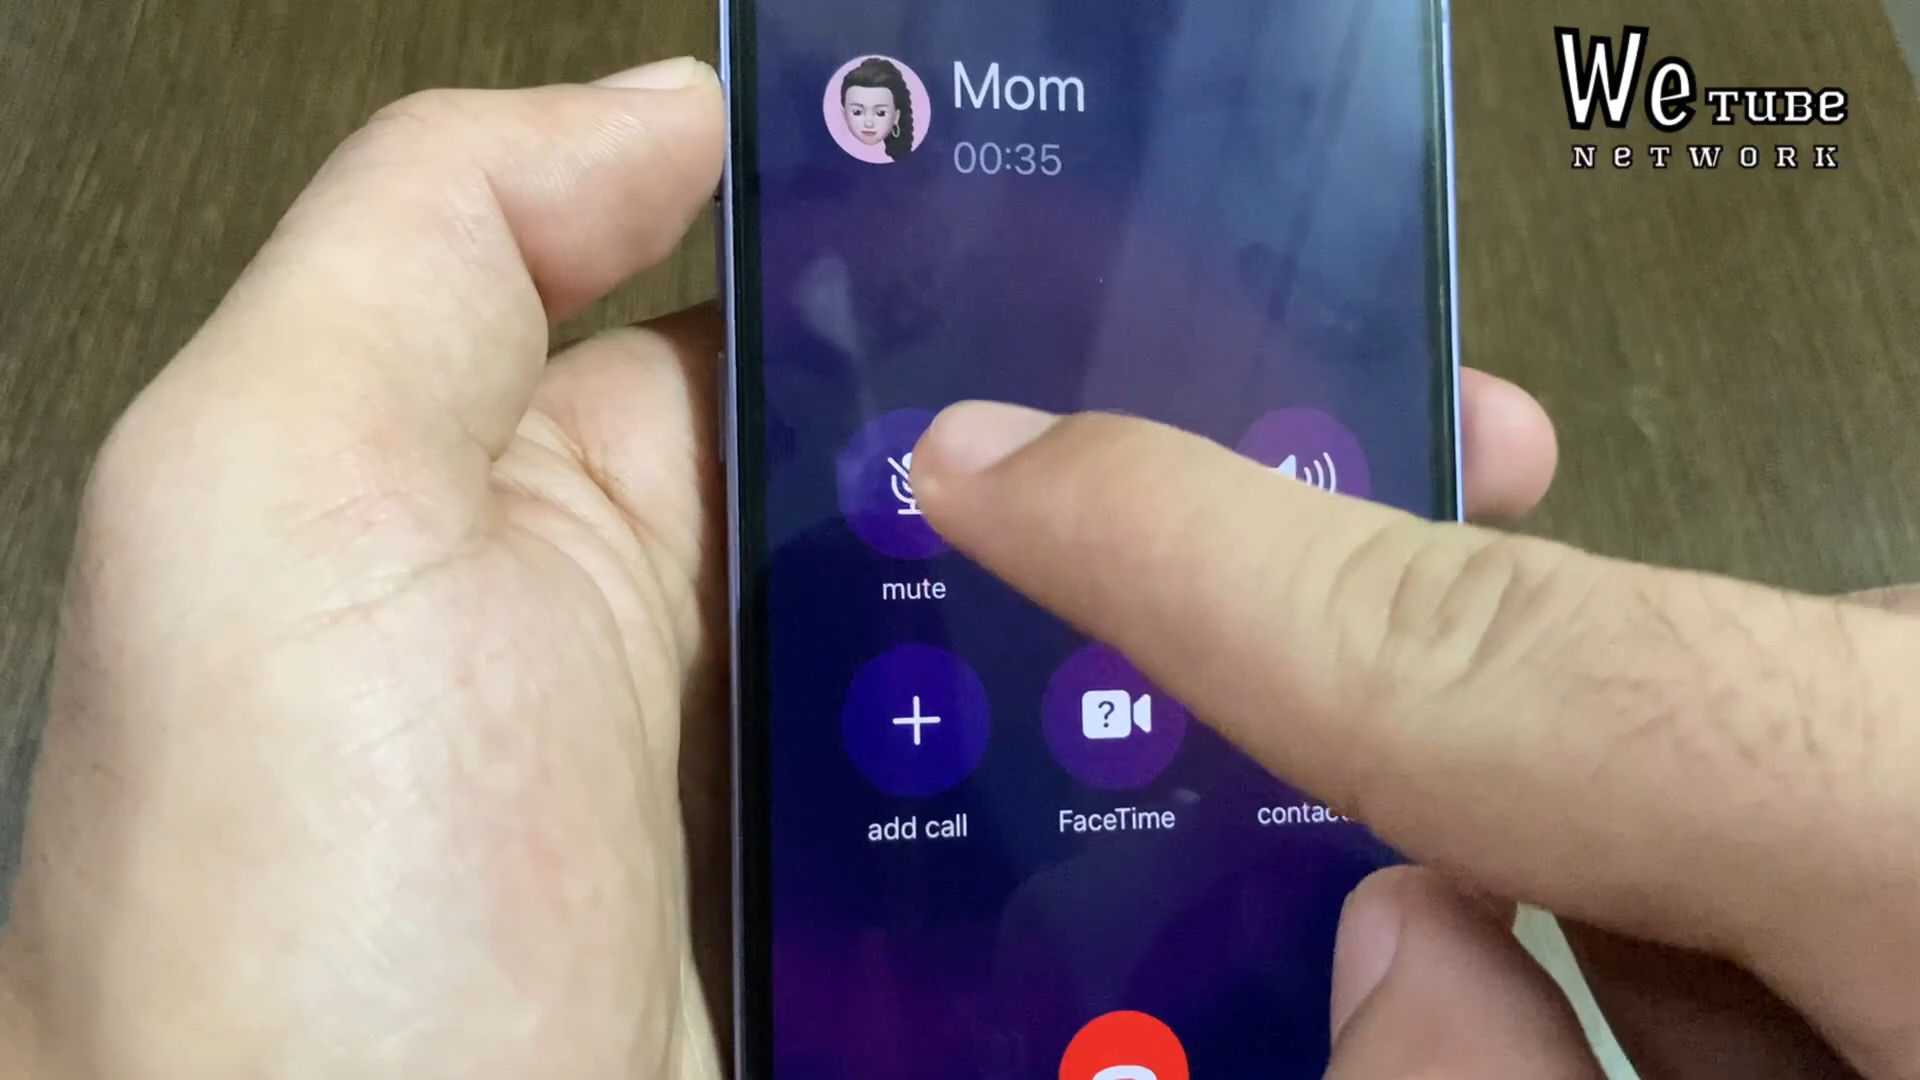 Mom
00:35
We TUBe
NeTWORK
mute
add call
FaceTime
?